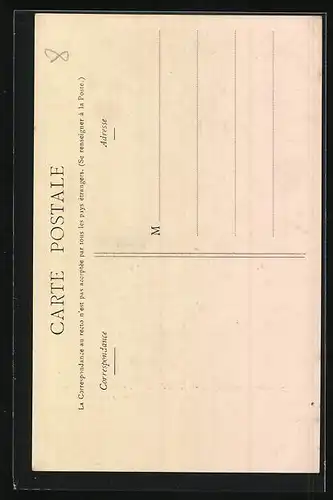 8
CARTE POSTALE
La Correspondance au recto n'est pas acceptée par tous les pays étrangers. (Se renseigner à la Poste.)
Correspondance
Adresse
M